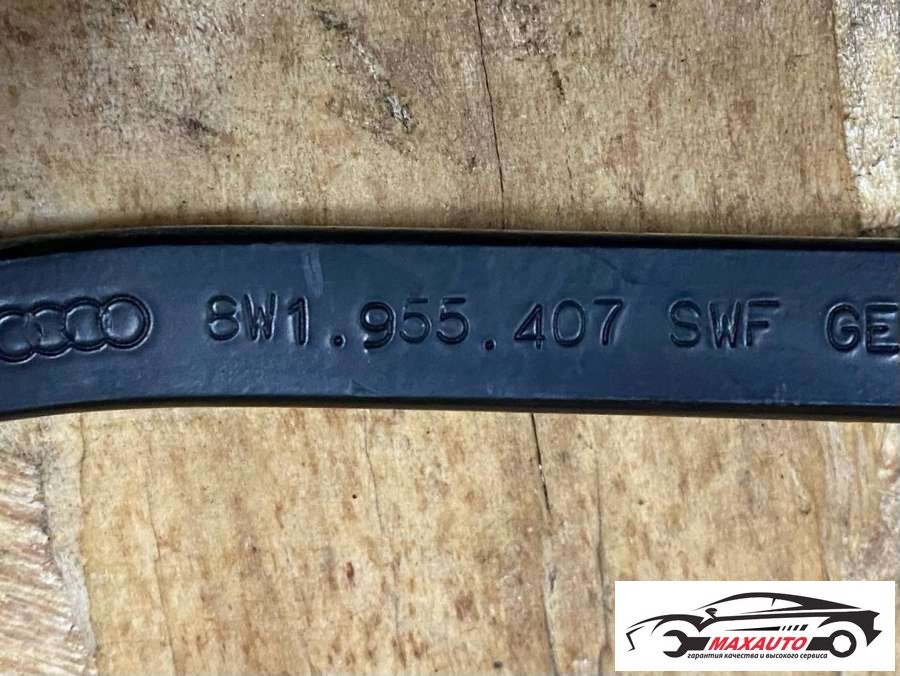 8W1.955.407 SWF GE
MAXAUTO
гарантия качества и высокого сервиса